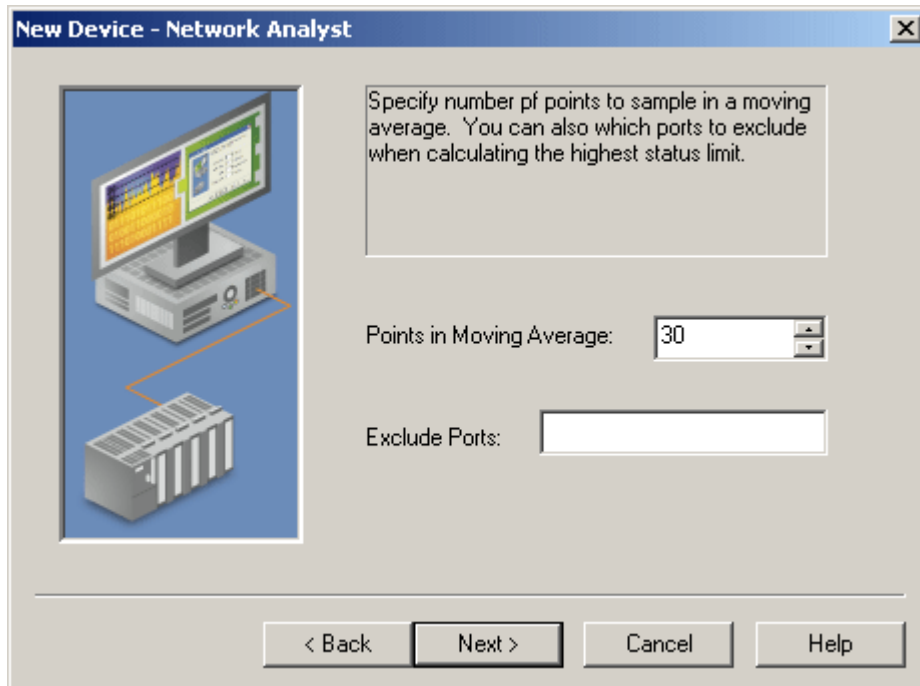 New Device - Network Analyst
Specify number pf points to sample in a moving
average.  You can also which ports to exclude
when calculating the highest status limit.
Points in Moving Average:
30
Exclude Ports:
< Back
Next >
Cancel
Help